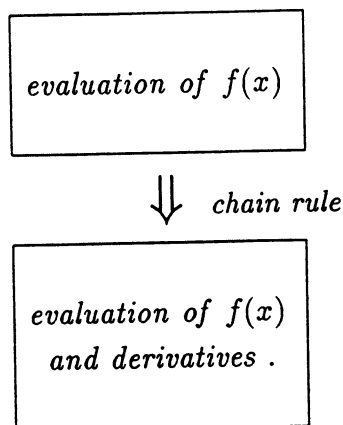 evaluation of f(x)
chain rule
evaluation of f(x)
and derivatives .